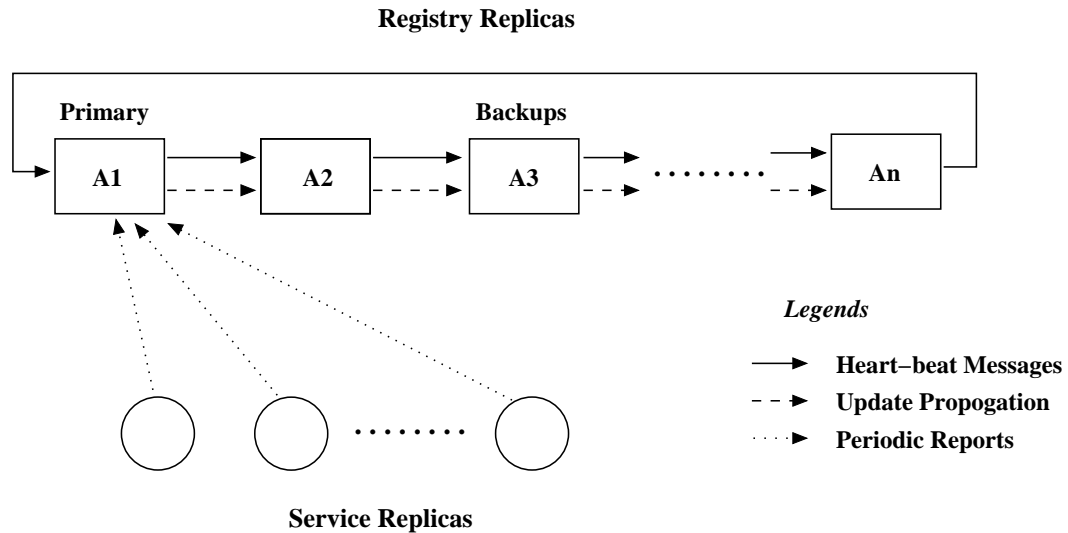 Registry Replicas
Primary
Backups
A1
A2
A3
An
Legends
Heart−beat Messages
Update Propogation
Periodic Reports
Service Replicas